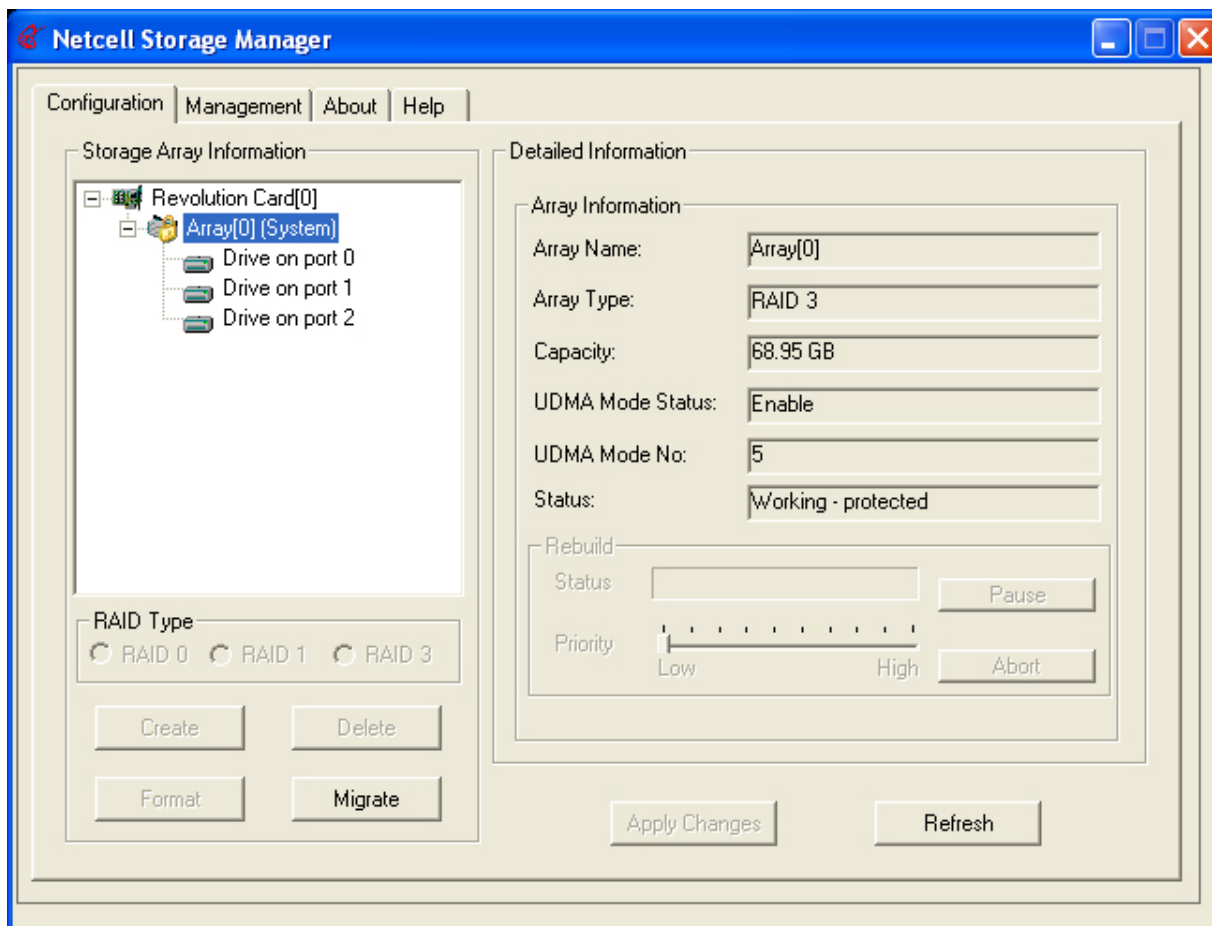 Netcell Storage Manager
Configuration
Management
About
Help
Storage Array Information
Revolution Card[0]
Array[0] (System)
Drive on port 0
Drive on port 1
Drive on port 2
RAID Type
RAID 0
RAID 1
RAID 3
Create
Delete
Format
Migrate
Detailed Information
Array Information
Array Name: Array[0]
Array Type: RAID 3
Capacity: 68.95 GB
UDMA Mode Status: Enable
UDMA Mode No: 5
Status: Working - protected
Rebuild
Status
Pause
Priority
Low
High
Abort
Apply Changes
Refresh